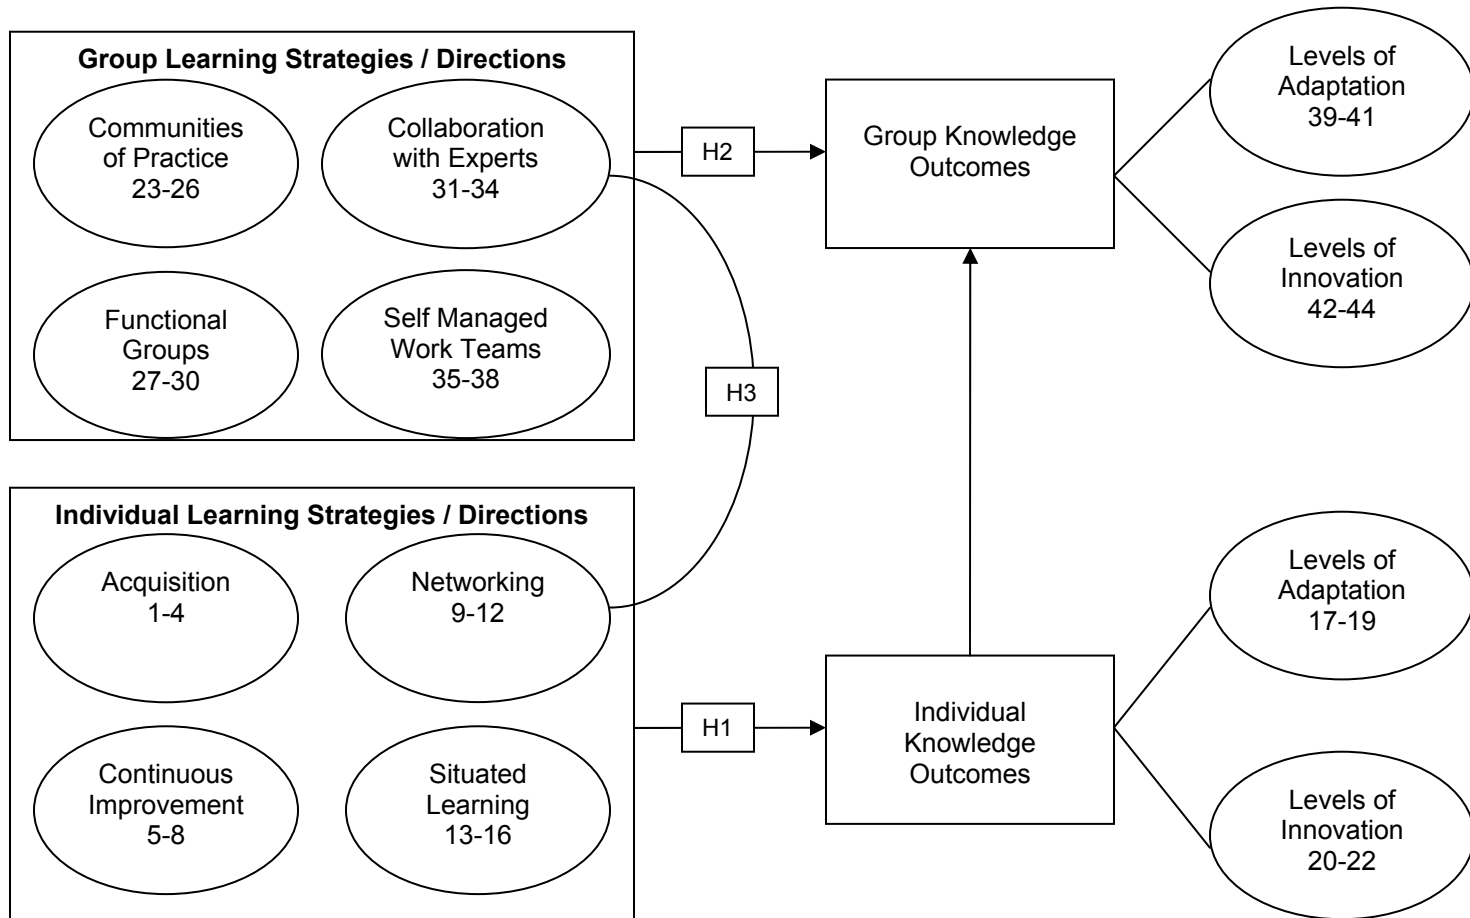 Group Learning Strategies / Directions
Communities
of Practice
23-26
Collaboration
with Experts
31-34
Functional
Groups
27-30
Self Managed
Work Teams
35-38
H2
Group Knowledge
Outcomes
Levels of
Adaptation
39-41
Levels of
Innovation
42-44
H3
Individual Learning Strategies / Directions
Acquisition
1-4
Networking
9-12
Continuous
Improvement
5-8
Situated
Learning
13-16
H1
Individual
Knowledge
Outcomes
Levels of
Adaptation
17-19
Levels of
Innovation
20-22